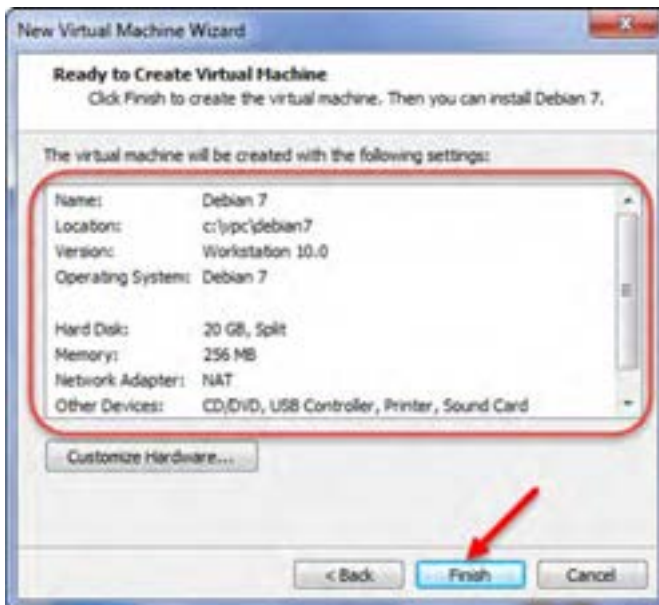 New Virtual Machine Wizard
Ready to Create Virtual Machine
Click Finish to create the virtual machine. Then you can install Debian 7.
The virtual machine will be created with the following settings:
Name: Debian 7
Location: c:\vpc\debian7
Version: Workstation 10.0
Operating System: Debian 7
Hard Disk: 20 GB, Split
Memory: 256 MB
Network Adapter: NAT
Other Devices: CD/DVD, USB Controller, Printer, Sound Card
Customize Hardware...
< Back Finish Cancel